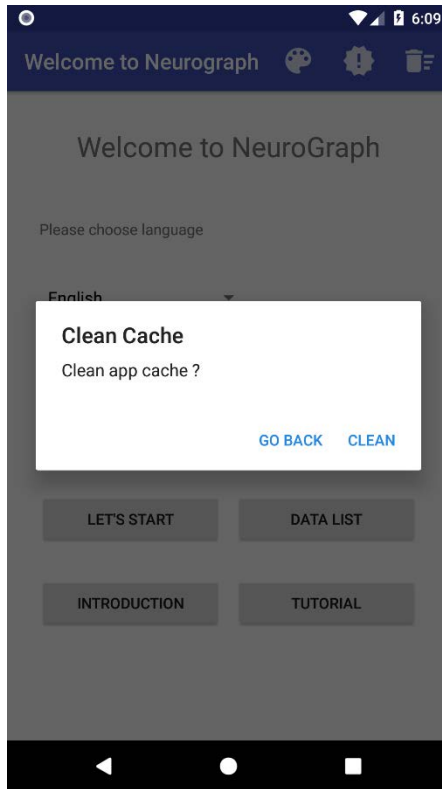 6:09
Welcome to Neurograph
Welcome to NeuroGraph
Please choose language
English
Clean Cache
Clean app cache ?
GO BACK CLEAN
LET'S START DATA LIST
INTRODUCTION TUTORIAL